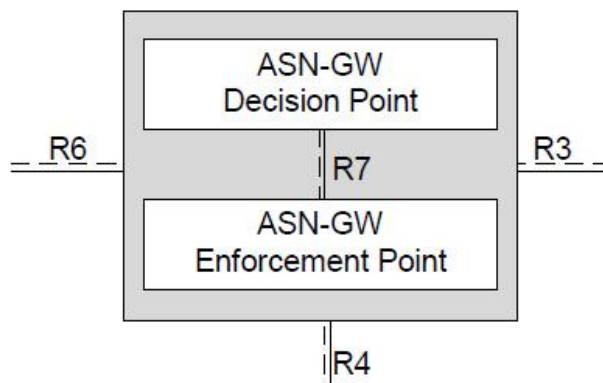 ASN-GW
Decision Point
R6
R3
R7
ASN-GW
Enforcement Point
R4